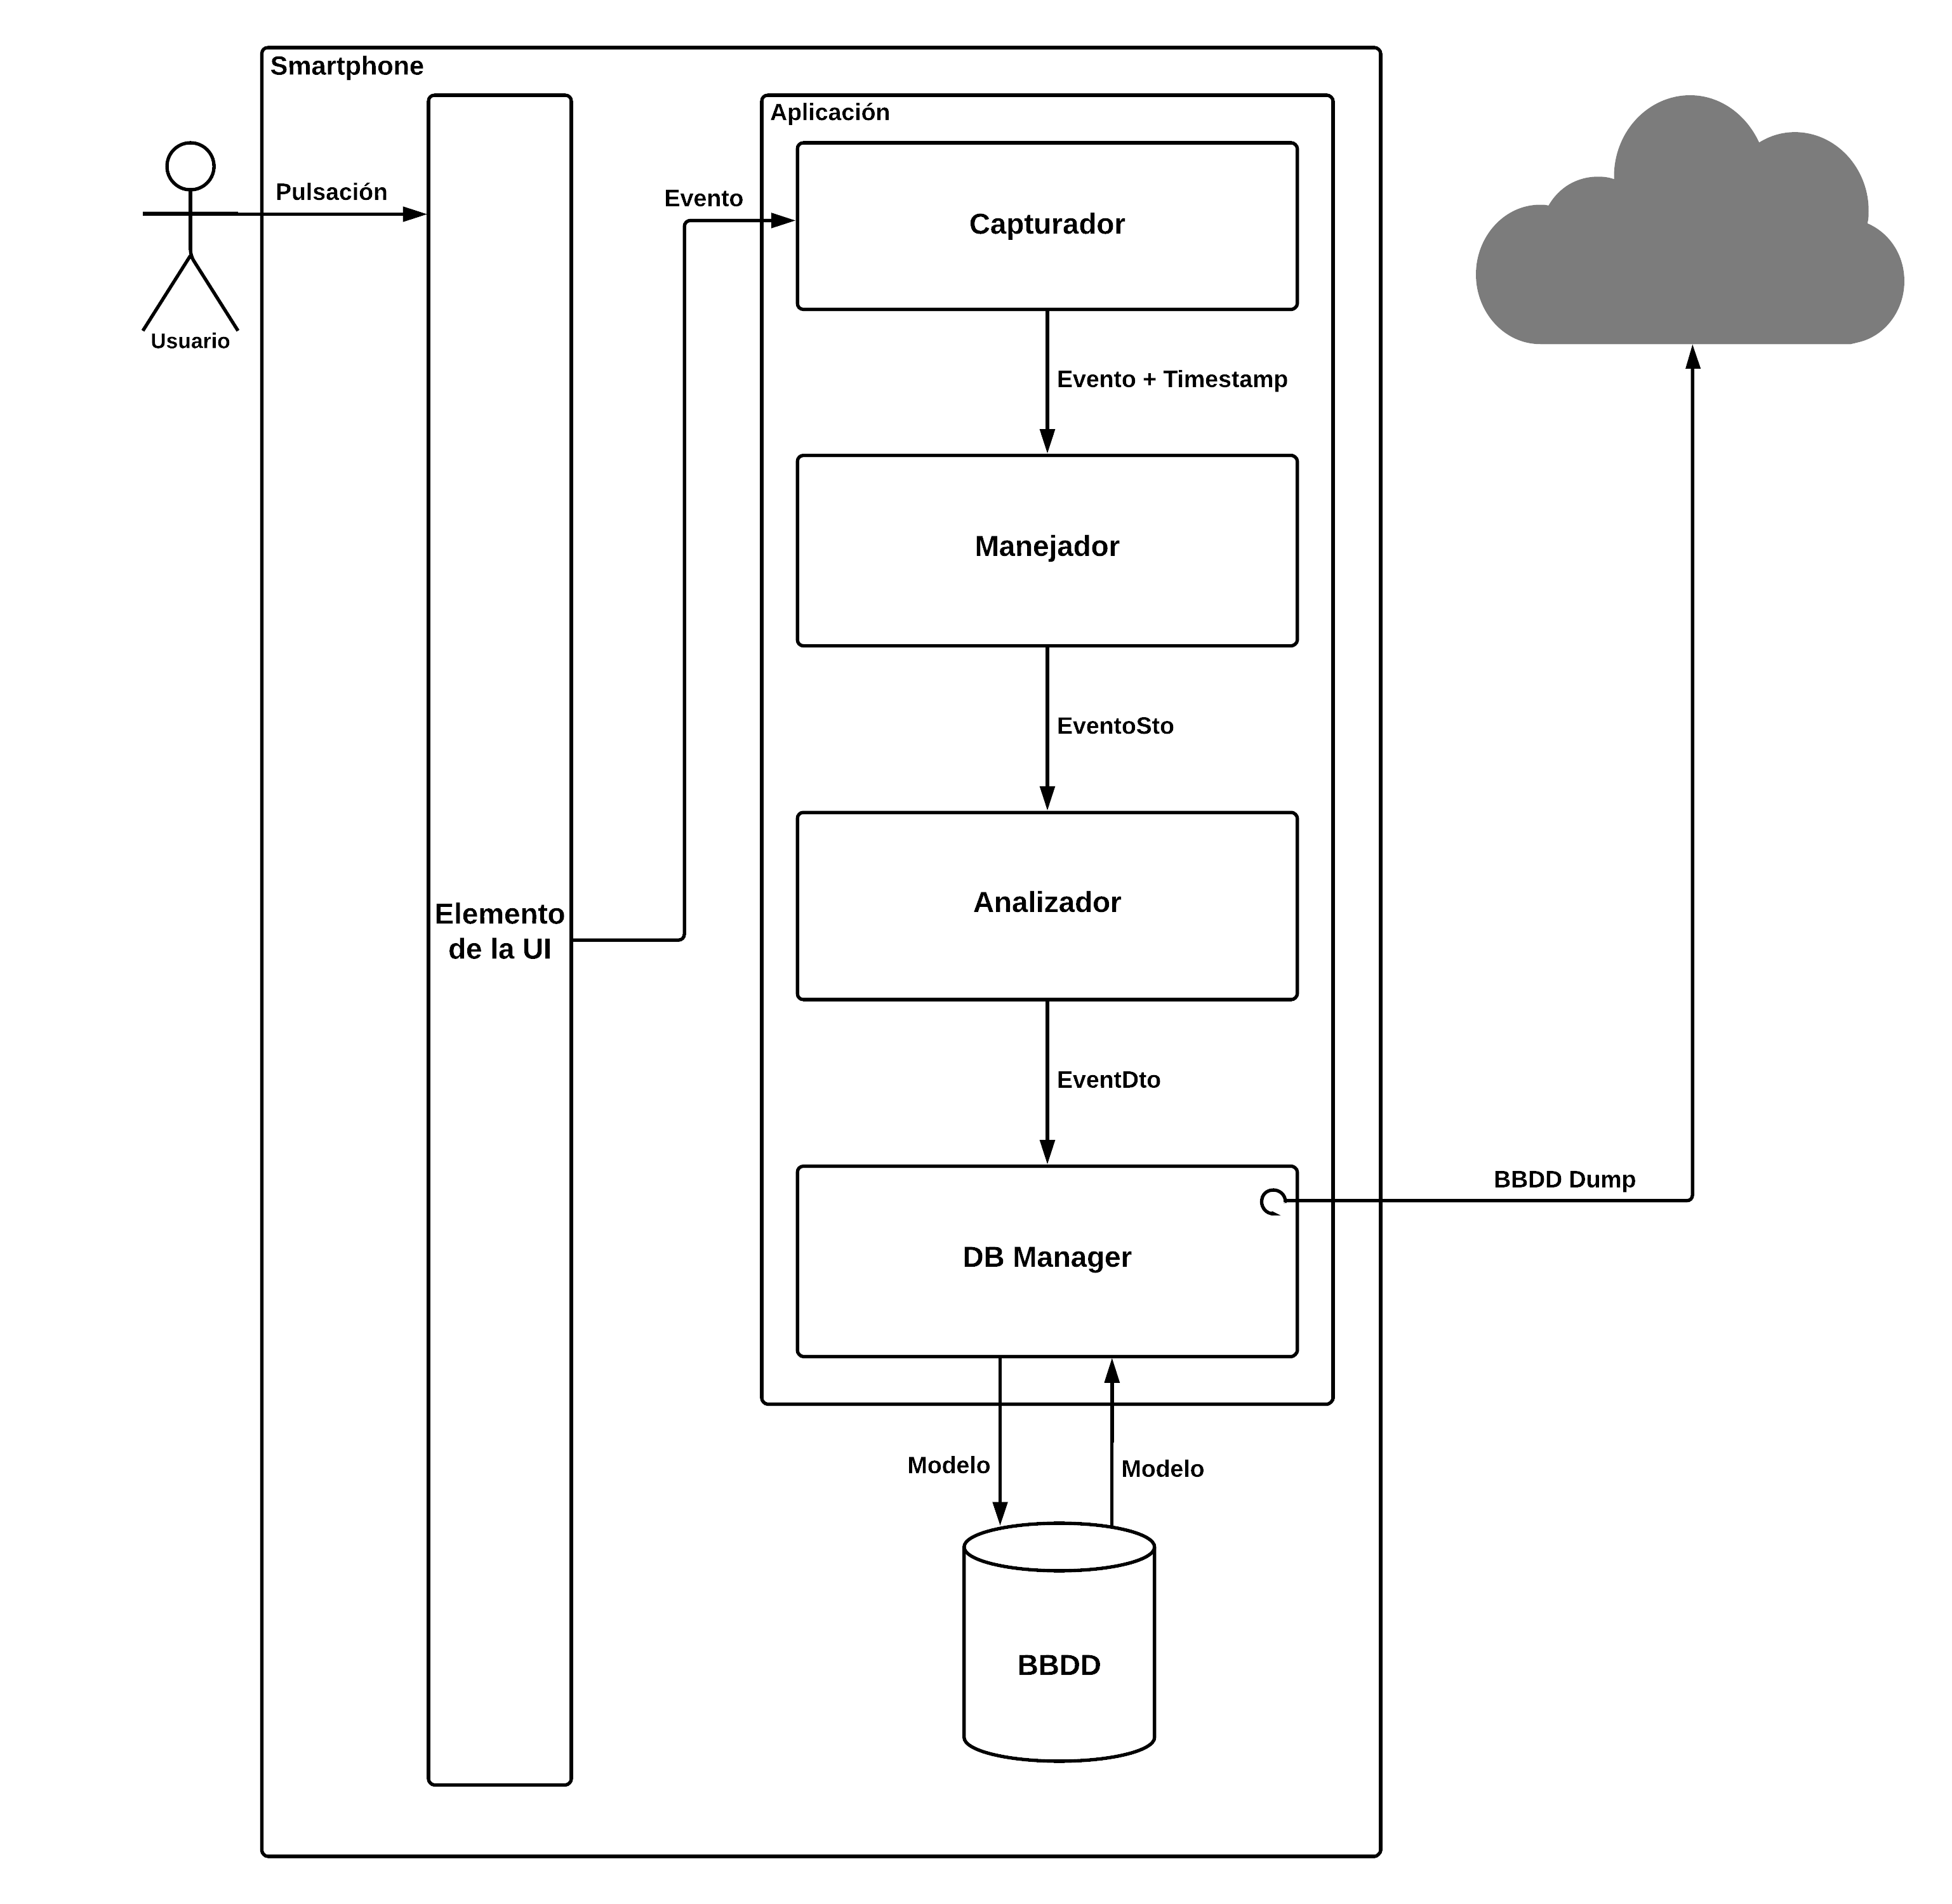 Smartphone
Aplicación
Usuario
Pulsación
Evento
Capturador
Evento + Timestamp
Manejador
EventoSto
Elemento
de la UI
Analizador
EventDto
BBDD Dump
DB Manager
Modelo
Modelo
BBDD